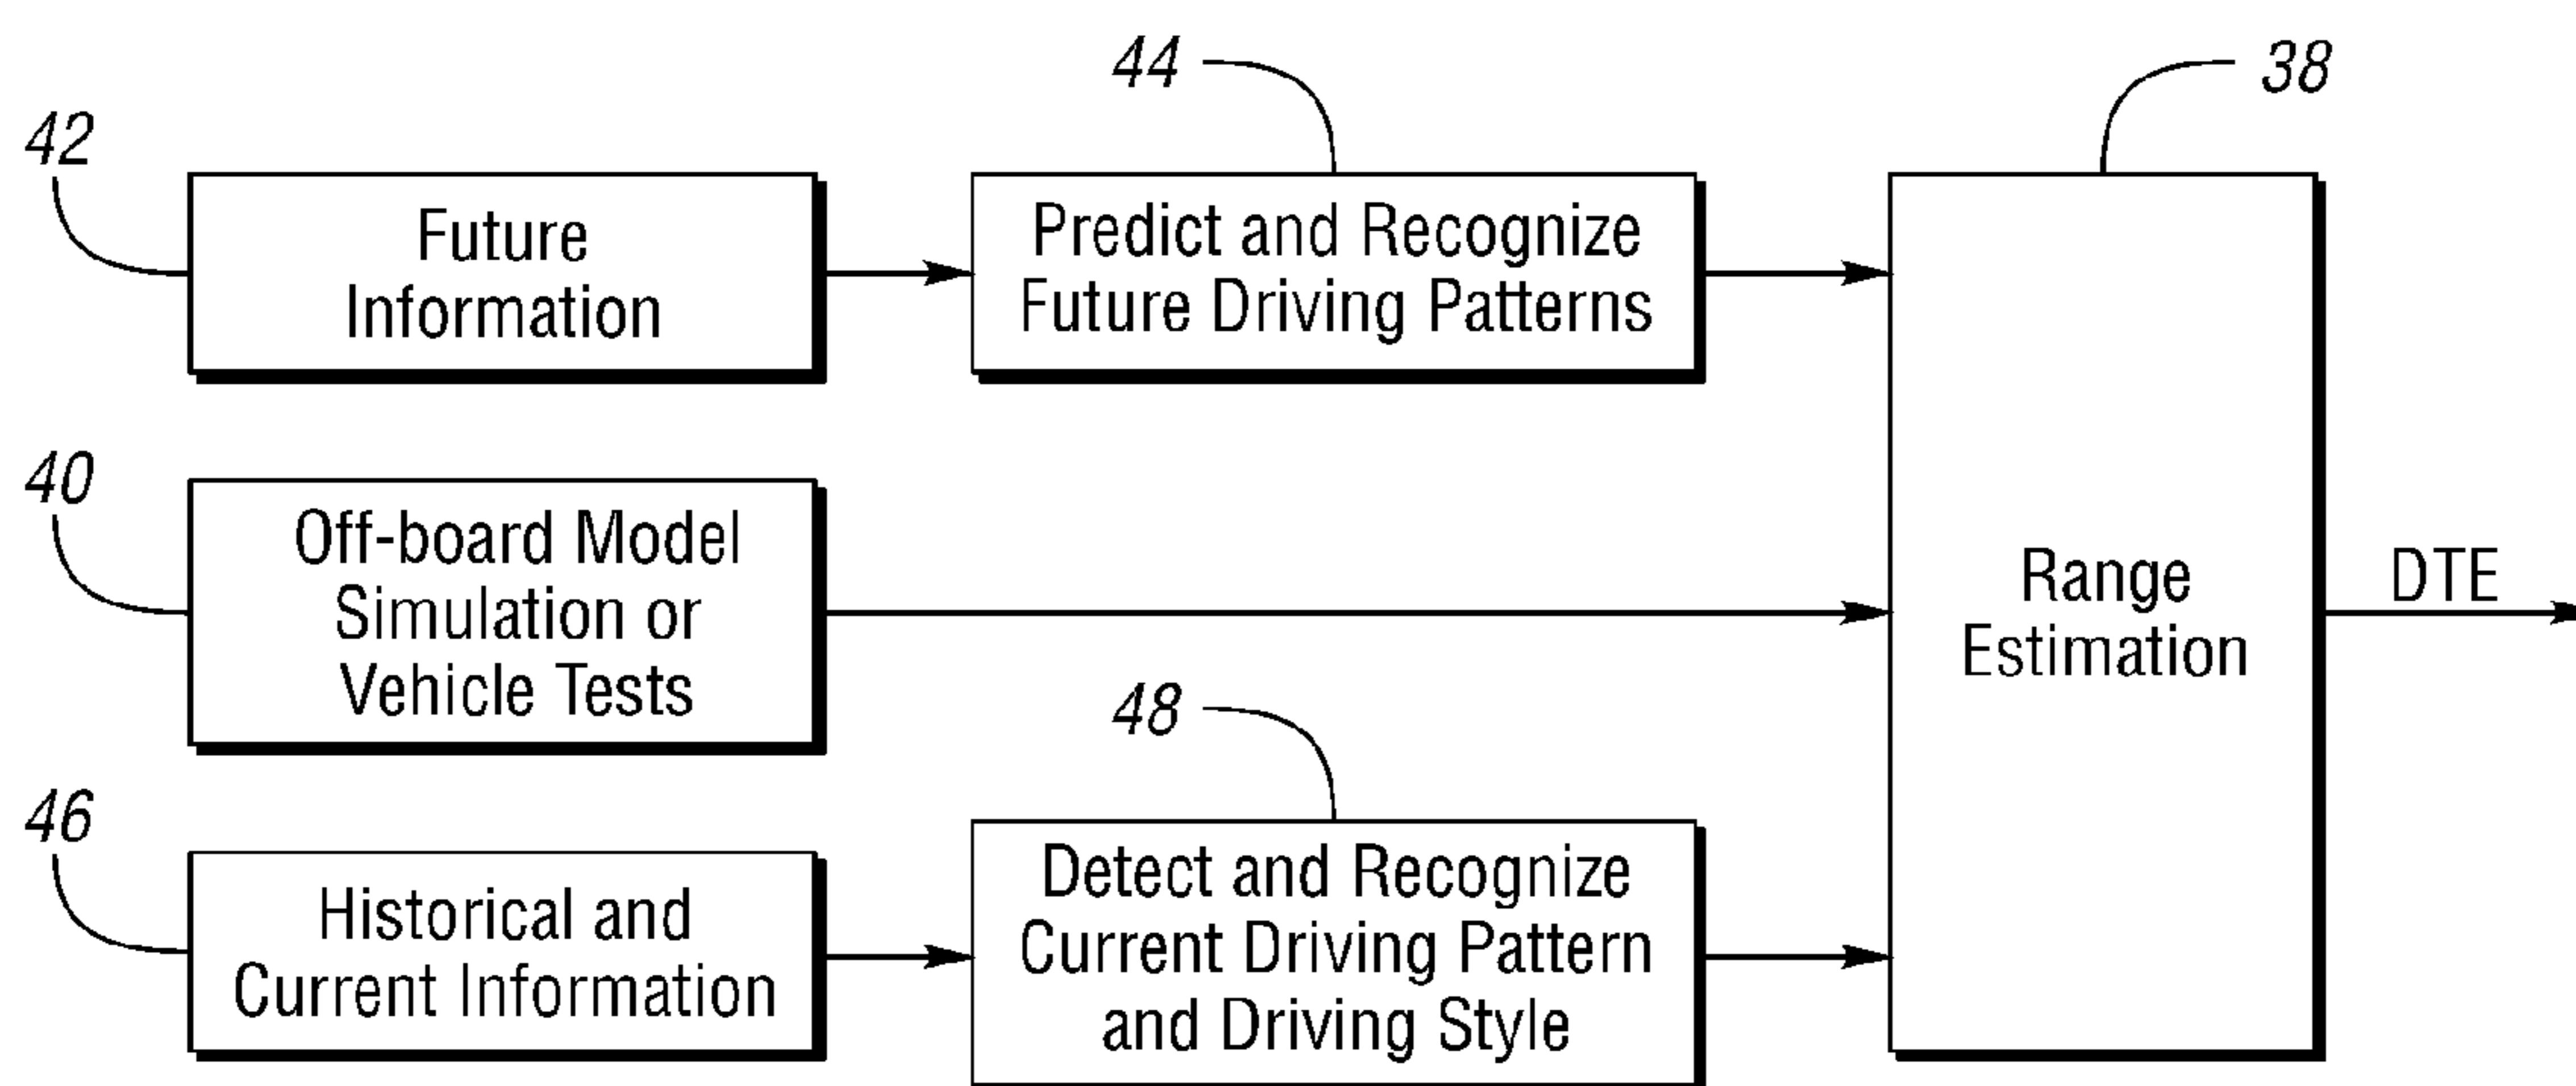 44
38
42
Future
Information
Predict and Recognize
Future Driving Patterns
40
Off-board Model
Simulation or
Vehicle Tests
Range
Estimation
DTE
48
46
Historical and
Current Information
Detect and Recognize
Current Driving Pattern
and Driving Style